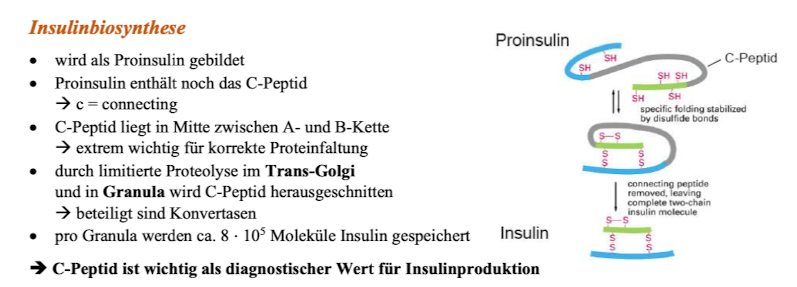 Insulinbiosynthese
• wird als Proinsulin gebildet
• Proinsulin enthält noch das C-Peptid
→ c = connecting
• C-Peptid liegt in Mitte zwischen A- und B-Kette
→ extrem wichtig für korrekte Proteinfaltung
• durch limitierte Proteolyse im Trans-Golgi
und in Granula wird C-Peptid herausgeschnitten
→ beteiligt sind Konvertasen
• pro Granula werden ca. 8 · 10⁵ Moleküle Insulin gespeichert
➔ C-Peptid ist wichtig als diagnostischer Wert für Insulinproduktion
Proinsulin
C-Peptid
SH
SH
SH SH
SH
SH
specific folding stabilized
by disulfide bonds
S—S
S S
S S
connecting peptide
removed, leaving
complete two-chain
insulin molecule
Insulin
S—S
S S
S S